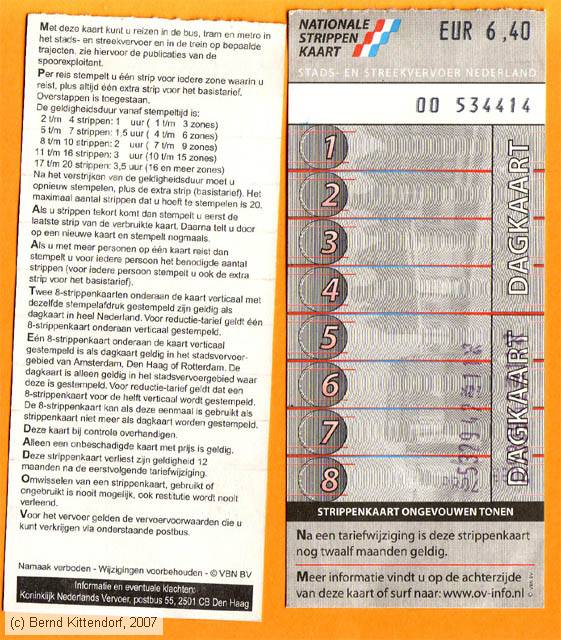 Met deze kaart kunt u reizen in de bus, tram en metro in
het stads- en streekvervoer en in de trein op bepaalde
trajecten, zie hiervoor de publicaties van de
spoorexploitant.
Per reis stempelt u één strip voor iedere zone waarin u
reist, plus altijd één extra strip voor het basistarief.
Overstappen is toegestaan.
De geldigheidsduur vanaf stempeltijd is:
2 t/m 4 strippen: 1 uur ( 1 t/m 3 zones)
5 t/m 7 strippen: 1,5 uur ( 4 t/m 6 zones)
8 t/m 10 strippen: 2 uur ( 7 t/m 9 zones)
11 t/m 16 strippen: 3 uur (10 t/m 15 zones)
17 t/m 20 strippen: 3,5 uur (16 en meer zones)
Na het verstrijken van de geldigheidsduur moet u
opnieuw stempelen, plus de extra strip (basistarief). Het
maximaal aantal strippen dat u hoeft te stempelen is 20.
Als u strippen tekort komt dan stempelt u eerst de
laatste strip van de verbruikte kaart. Daarna telt u door
op een nieuwe kaart en stempelt nogmaals.
Als u met meer personen op één kaart reist dan
stempelt u voor iedere persoon het benodigde aantal
strippen (voor iedere persoon stempelt u ook de extra
strip voor het basistarief).
Twee 8-strippenkaarten onderaan de kaart verticaal met
dezelfde stempelafdruk gestempeld zijn geldig als
dagkaart in heel Nederland. Voor reductie-tarief geldt één
8-strippenkaart onderaan verticaal gestempeld.
Eén 8-strippenkaart onderaan de kaart verticaal
gestempeld is als dagkaart geldig in het stadsvervoer-
gebied van Amsterdam, Den Haag of Rotterdam. De
dagkaart is alleen geldig in het stadsvervoergebied waar
deze is gestempeld. Voor reductie-tarief geldt dat een
8-strippenkaart voor de helft verticaal wordt gestempeld.
De 8-strippenkaart kan als deze eenmaal is gebruikt als
strippenkaart niet meer als dagkaart worden gestempeld.
Deze kaart bij controle overhandigen.
Alleen een onbeschadigde kaart met prijs is geldig.
Deze strippenkaart verliest zijn geldigheid 12
maanden na de eerstvolgende tariefwijziging.
Omwisselen van een strippenkaart, gebruikt of
ongebruikt is nooit mogelijk, ook restitutie wordt nooit
verleend.
Voor het vervoer gelden de vervoervoorwaarden die u
kunt verkrijgen via onderstaande postbus.
Namaak verboden - Wijzigingen voorbehouden - © VBN BV
Informatie en eventuele klachten:
Koninklijk Nederlands Vervoer, postbus 55, 2501 CB Den Haag
(c) Bernd Kittendorf, 2007
NATIONALE
STRIPPEN
KAART
EUR 6,40
STADS- EN STREEKVERVOER NEDERLAND
00 534414
1
2
3
4
5
6
7
8
DAGKAART
DAGKAART
STRIPPENKAART ONGEVOUWEN TONEN
Na een tariefwijziging is deze strippenkaart
nog twaalf maanden geldig.
Meer informatie vindt u op de achterzijde
van deze kaart of surf naar: www.ov-info.nl